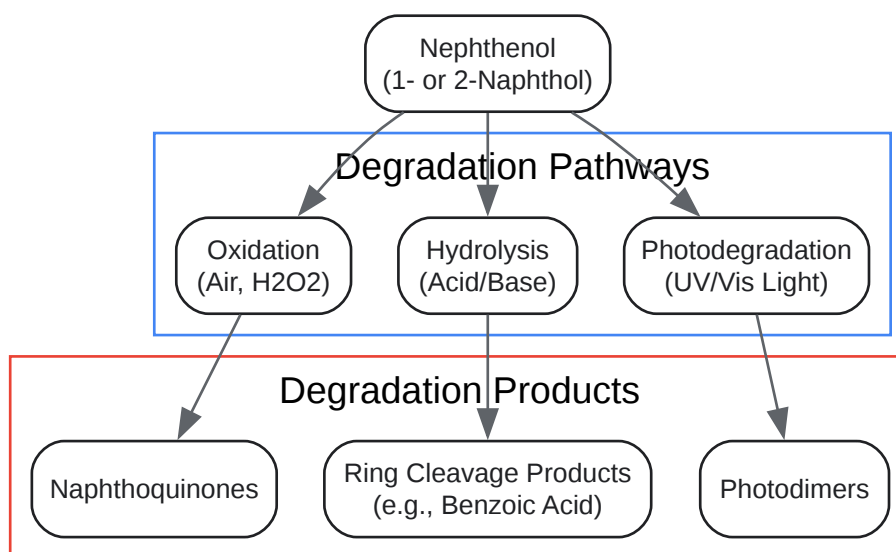 Nephthenol
(1- or 2-Naphthol)
Degradation Pathways
Oxidation
(Air, H2O2)
Hydrolysis
(Acid/Base)
Photodegradation
(UV/Vis Light)
Degradation Products
Naphthoquinones
Ring Cleavage Products
(e.g., Benzoic Acid)
Photodimers